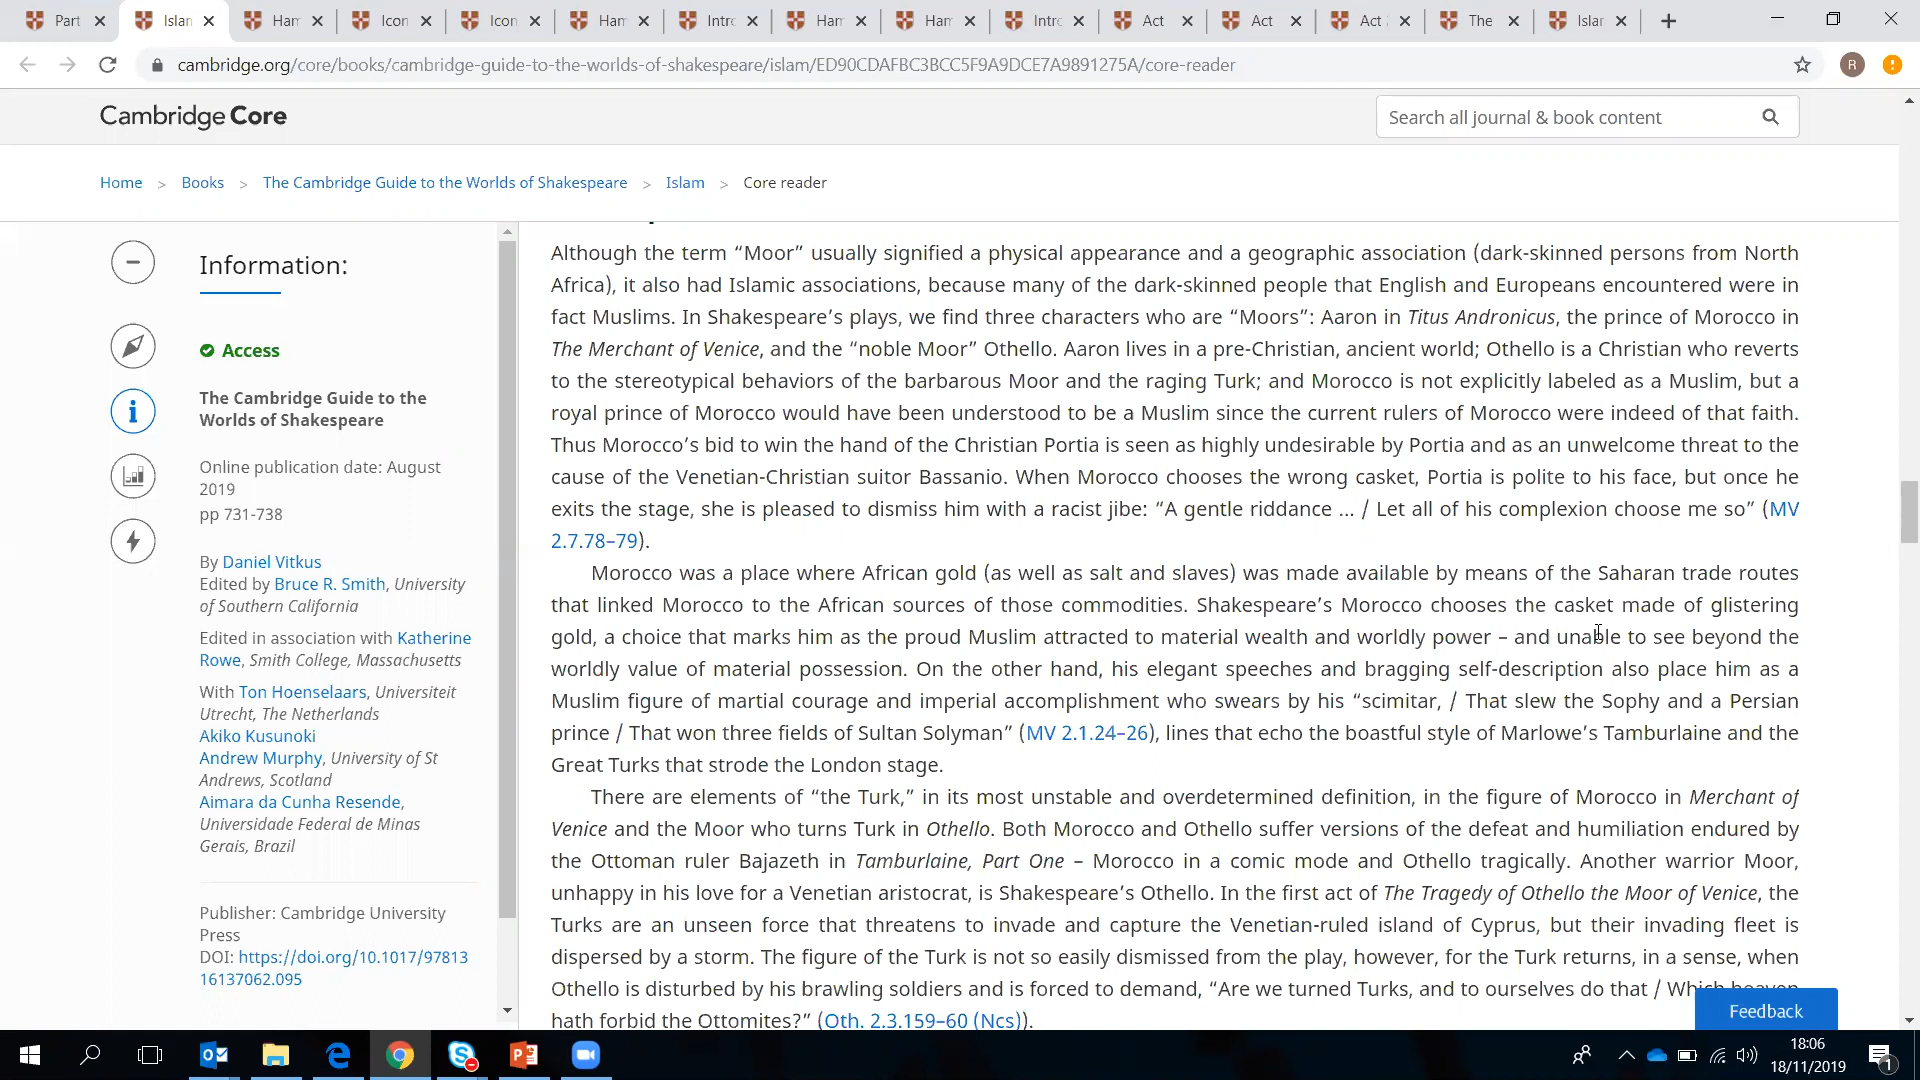 Part
Islan
Ham
Icon
Icon
Ham
Intro
Ham
Ham
Intro
Act
Act
Act
The
Islan
cambridge.org/core/books/cambridge-guide-to-the-worlds-of-shakespeare/islam/ED90CDAFBC3BCC5F9A9DCE7A9891275A/core-reader
R
Cambridge Core
Search all journal & book content
Home > Books > The Cambridge Guide to the Worlds of Shakespeare > Islam > Core reader
Information:
Access
The Cambridge Guide to the
Worlds of Shakespeare
Online publication date: August
2019
pp 731-738
By Daniel Vitkus
Edited by Bruce R. Smith, University
of Southern California
Edited in association with Katherine
Rowe, Smith College, Massachusetts
With Ton Hoenselaars, Universiteit
Utrecht, The Netherlands
Akiko Kusunoki
Andrew Murphy, University of St
Andrews, Scotland
Aimara da Cunha Resende,
Universidade Federal de Minas
Gerais, Brazil
Publisher: Cambridge University
Press
DOI: https://doi.org/10.1017/97813
16137062.095
Although the term “Moor” usually signified a physical appearance and a geographic association (dark-skinned persons from North
Africa), it also had Islamic associations, because many of the dark-skinned people that English and Europeans encountered were in
fact Muslims. In Shakespeare’s plays, we find three characters who are “Moors”: Aaron in Titus Andronicus, the prince of Morocco in
The Merchant of Venice, and the “noble Moor” Othello. Aaron lives in a pre-Christian, ancient world; Othello is a Christian who reverts
to the stereotypical behaviors of the barbarous Moor and the raging Turk; and Morocco is not explicitly labeled as a Muslim, but a
royal prince of Morocco would have been understood to be a Muslim since the current rulers of Morocco were indeed of that faith.
Thus Morocco’s bid to win the hand of the Christian Portia is seen as highly undesirable by Portia and as an unwelcome threat to the
cause of the Venetian-Christian suitor Bassanio. When Morocco chooses the wrong casket, Portia is polite to his face, but once he
exits the stage, she is pleased to dismiss him with a racist jibe: “A gentle riddance ... / Let all of his complexion choose me so” (MV
2.7.78–79).
Morocco was a place where African gold (as well as salt and slaves) was made available by means of the Saharan trade routes
that linked Morocco to the African sources of those commodities. Shakespeare’s Morocco chooses the casket made of glistering
gold, a choice that marks him as the proud Muslim attracted to material wealth and worldly power – and unable to see beyond the
worldly value of material possession. On the other hand, his elegant speeches and bragging self-description also place him as a
Muslim figure of martial courage and imperial accomplishment who swears by his “scimitar, / That slew the Sophy and a Persian
prince / That won three fields of Sultan Solyman” (MV 2.1.24–26), lines that echo the boastful style of Marlowe’s Tamburlaine and the
Great Turks that strode the London stage.
There are elements of “the Turk,” in its most unstable and overdetermined definition, in the figure of Morocco in Merchant of
Venice and the Moor who turns Turk in Othello. Both Morocco and Othello suffer versions of the defeat and humiliation endured by
the Ottoman ruler Bajazeth in Tamburlaine, Part One – Morocco in a comic mode and Othello tragically. Another warrior Moor,
unhappy in his love for a Venetian aristocrat, is Shakespeare’s Othello. In the first act of The Tragedy of Othello the Moor of Venice, the
Turks are an unseen force that threatens to invade and capture the Venetian-ruled island of Cyprus, but their invading fleet is
dispersed by a storm. The figure of the Turk is not so easily dismissed from the play, however, for the Turk returns, in a sense, when
Othello is disturbed by his brawling soldiers and is forced to demand, “Are we turned Turks, and to ourselves do that / Which heaven
hath forbid the Ottomites?” (Oth. 2.3.159–60 (Ncs)).
Feedback
18:06
18/11/2019
1